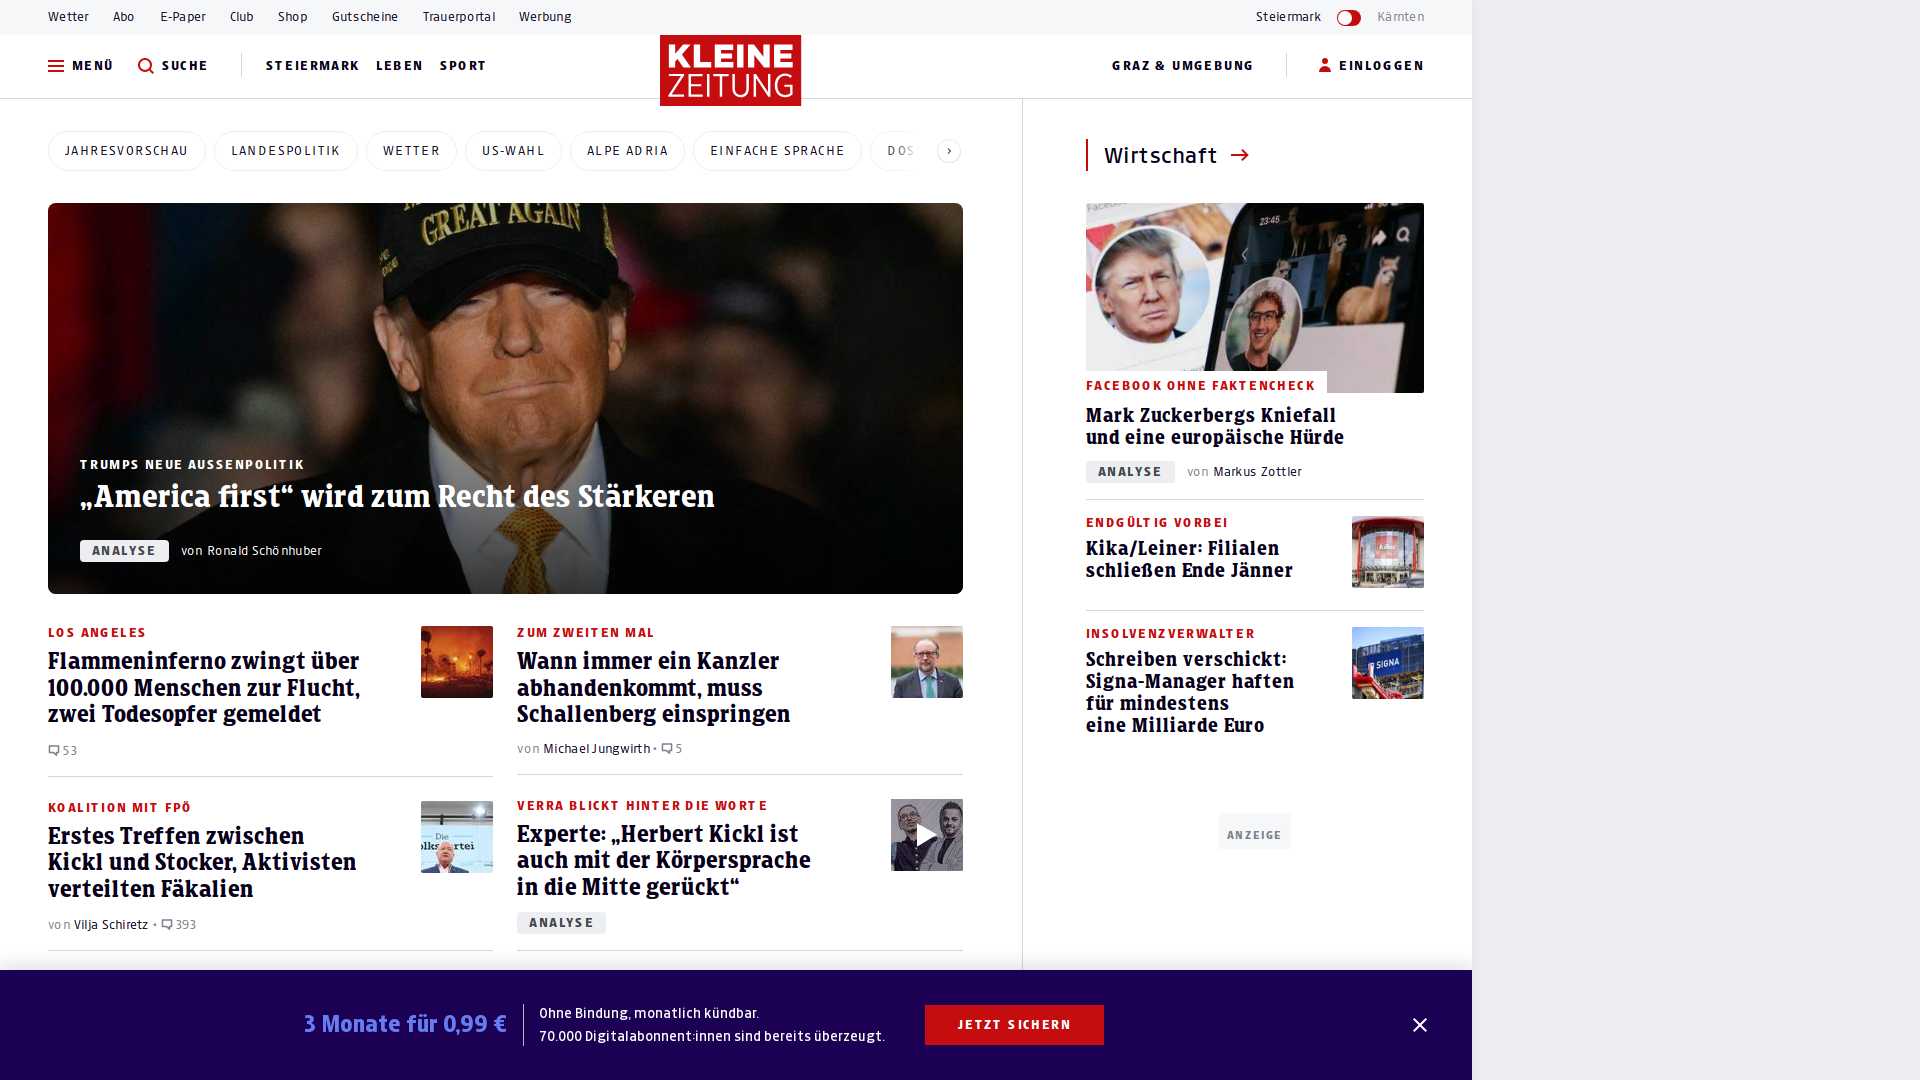 Wetter Abo E-Paper Club Shop Gutscheine Trauerportal Werbung
Steiermark Kärnten
MENÜ SUCHE STEIERMARK LEBEN SPORT
KLEINE
ZEITUNG
GRAZ & UMGEBUNG EINLOGGEN
JAHRESVORSCHAU LANDESPOLITIK WETTER US-WAHL ALPE ADRIA EINFACHE SPRACHE DOS
GREAT AGAIN
TRUMPS NEUE AUSSENPOLITIK
„America first“ wird zum Recht des Stärkeren
ANALYSE von Ronald Schönhuber
LOS ANGELES
Flammeninferno zwingt über
100.000 Menschen zur Flucht,
zwei Todesopfer gemeldet
53
ZUM ZWEITEN MAL
Wann immer ein Kanzler
abhandenkommt, muss
Schallenberg einspringen
von Michael Jungwirth • 5
KOALITION MIT FPÖ
Erstes Treffen zwischen
Kickl und Stocker, Aktivisten
verteilten Fäkalien
von Vilja Schiretz • 393
Die
olkspartei
VERRA BLICKT HINTER DIE WORTE
Experte: „Herbert Kickl ist
auch mit der Körpersprache
in die Mitte gerückt“
ANALYSE
Wirtschaft
23:45
FACEBOOK OHNE FAKTENCHECK
Mark Zuckerbergs Kniefall
und eine europäische Hürde
ANALYSE von Markus Zottler
ENDGÜLTIG VORBEI
Kika/Leiner: Filialen
schließen Ende Jänner
INSOLVENZVERWALTER
Schreiben verschickt:
Signa-Manager haften
für mindestens
eine Milliarde Euro
SIGNA
ANZEIGE
3 Monate für 0,99 €
Ohne Bindung, monatlich kündbar.
70.000 Digitalabonnent:innen sind bereits überzeugt.
JETZT SICHERN